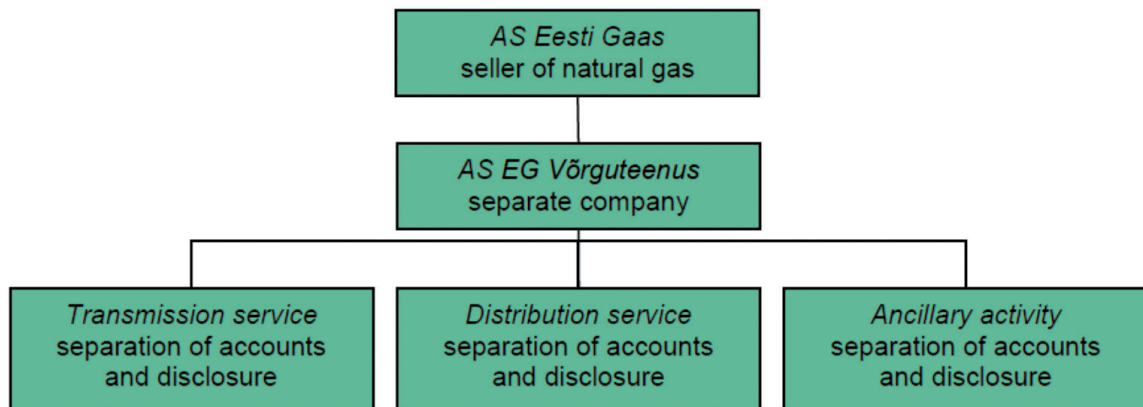 AS Eesti Gaas
seller of natural gas
AS EG Võrguteenus
separate company
Transmission service
separation of accounts
and disclosure
Distribution service
separation of accounts
and disclosure
Ancillary activity
separation of accounts
and disclosure